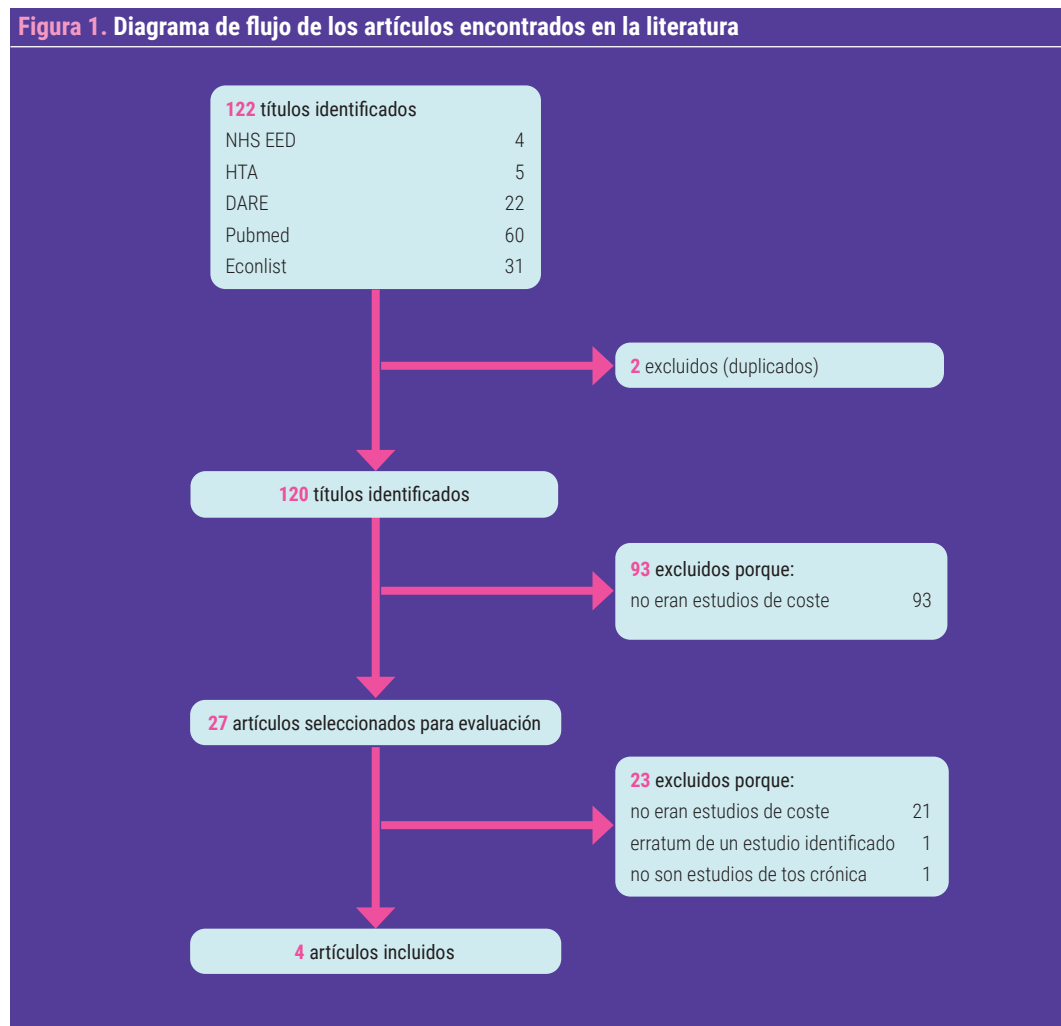 Figura 1. Diagrama de flujo de los artículos encontrados en la literatura
122 títulos identificados
NHS EED 4
HTA 5
DARE 22
Pubmed 60
Econlist 31
2 excluidos (duplicados)
120 títulos identificados
93 excluidos porque:
no eran estudios de coste 93
27 artículos seleccionados para evaluación
23 excluidos porque:
no eran estudios de coste 21
erratum de un estudio identificado 1
no son estudios de tos crónica 1
4 artículos incluidos